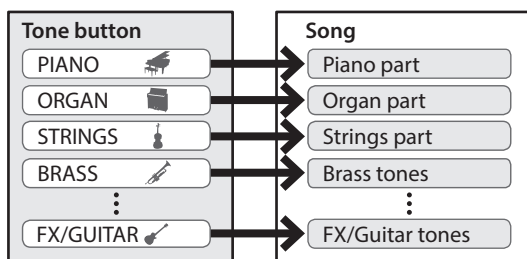 Tone button
PIANO
ORGAN
STRINGS
BRASS
FX/GUITAR
Song
Piano part
Organ part
Strings part
Brass tones
FX/Guitar tones